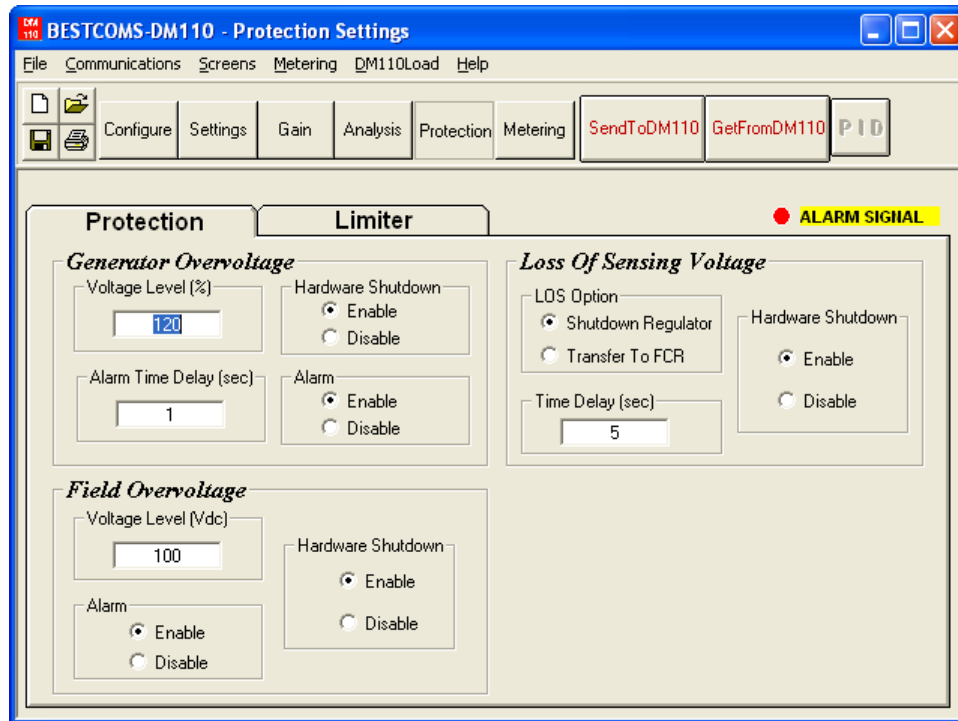 DM
110
BESTCOMS-DM110 - Protection Settings
File Communications Screens Metering DM110Load Help
Configure Settings Gain Analysis Protection Metering SendToDM110 GetFromDM110 PID
Protection Limiter ALARM SIGNAL
Generator Overvoltage
Voltage Level (%)
120
Hardware Shutdown
Enable
Disable
Alarm Time Delay (sec)
1
Alarm
Enable
Disable
Loss Of Sensing Voltage
LOS Option
Shutdown Regulator
Transfer To FCR
Time Delay (sec)
5
Hardware Shutdown
Enable
Disable
Field Overvoltage
Voltage Level (Vdc)
100
Alarm
Enable
Disable
Hardware Shutdown
Enable
Disable